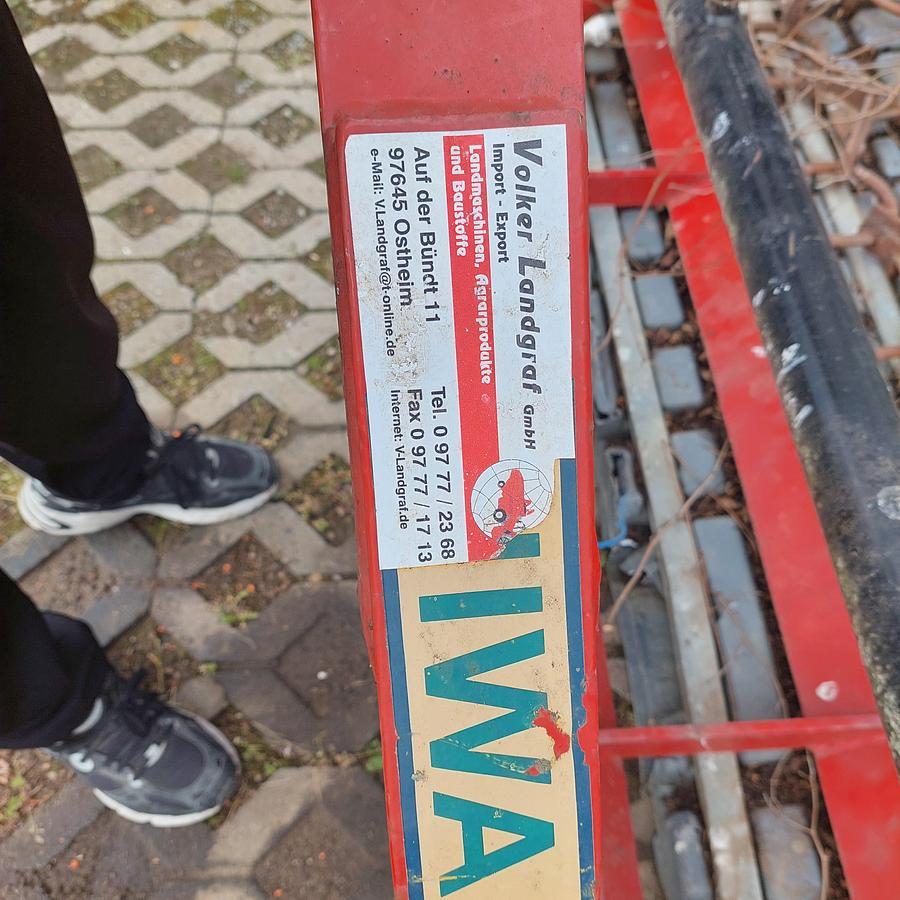 Volker Landgraf GmbH
Import - Export
Landmaschinen, Agrarprodukte
und Baustoffe
Auf der Bündt 11
97645 Ostheim
e-Mail: V.Landgraf@t-online.de
Tel. 0 97 77 / 23 68
Fax 0 97 77 / 17 13
Internet: V-Landgraf.de
IWA